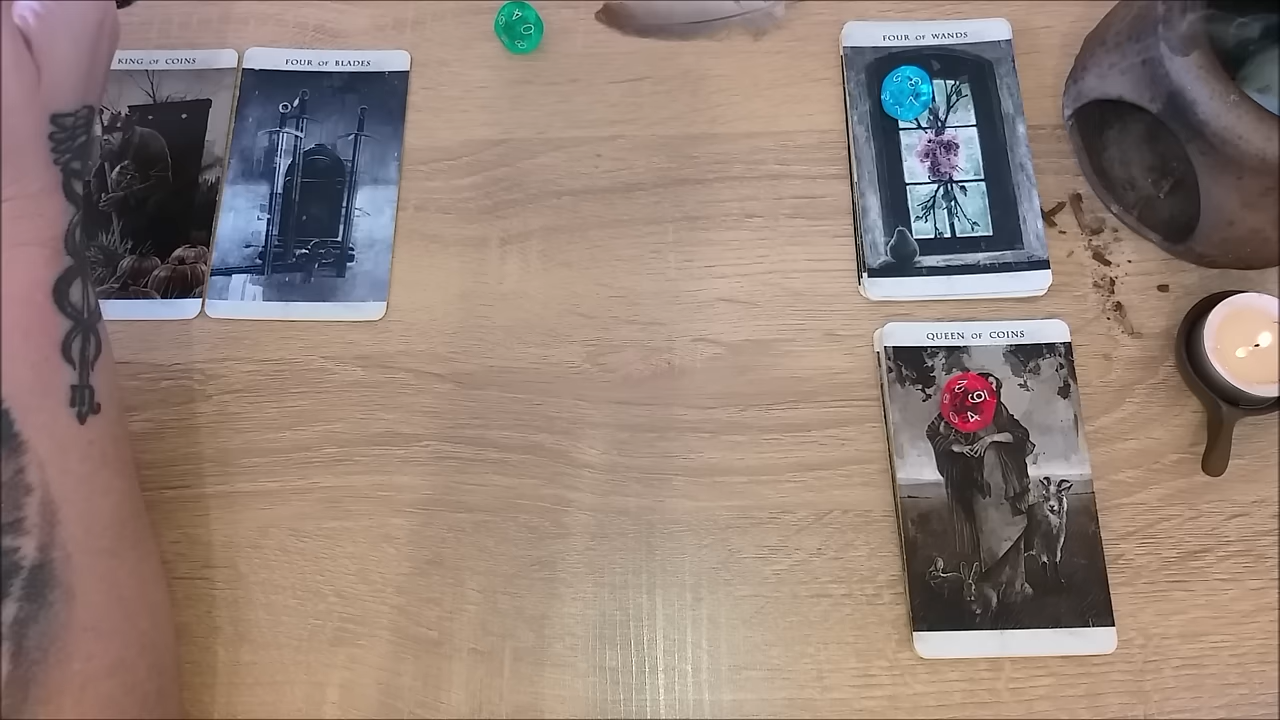 KING OF COINS
FOUR OF BLADES
FOUR OF WANDS
QUEEN OF COINS